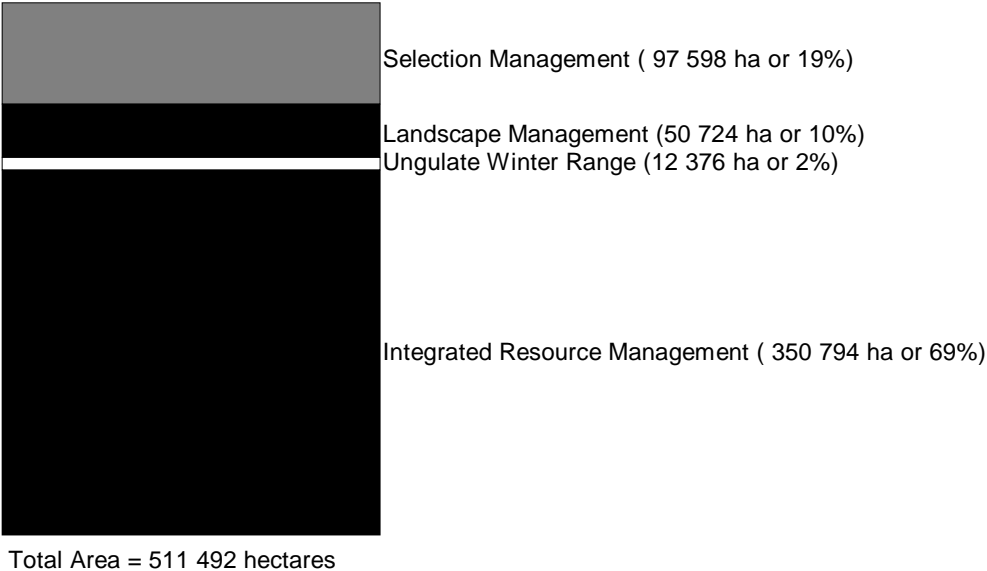 Selection Management ( 97 598 ha or 19%)
Landscape Management (50 724 ha or 10%)
Ungulate Winter Range (12 376 ha or 2%)
Integrated Resource Management ( 350 794 ha or 69%)
Total Area = 511 492 hectares